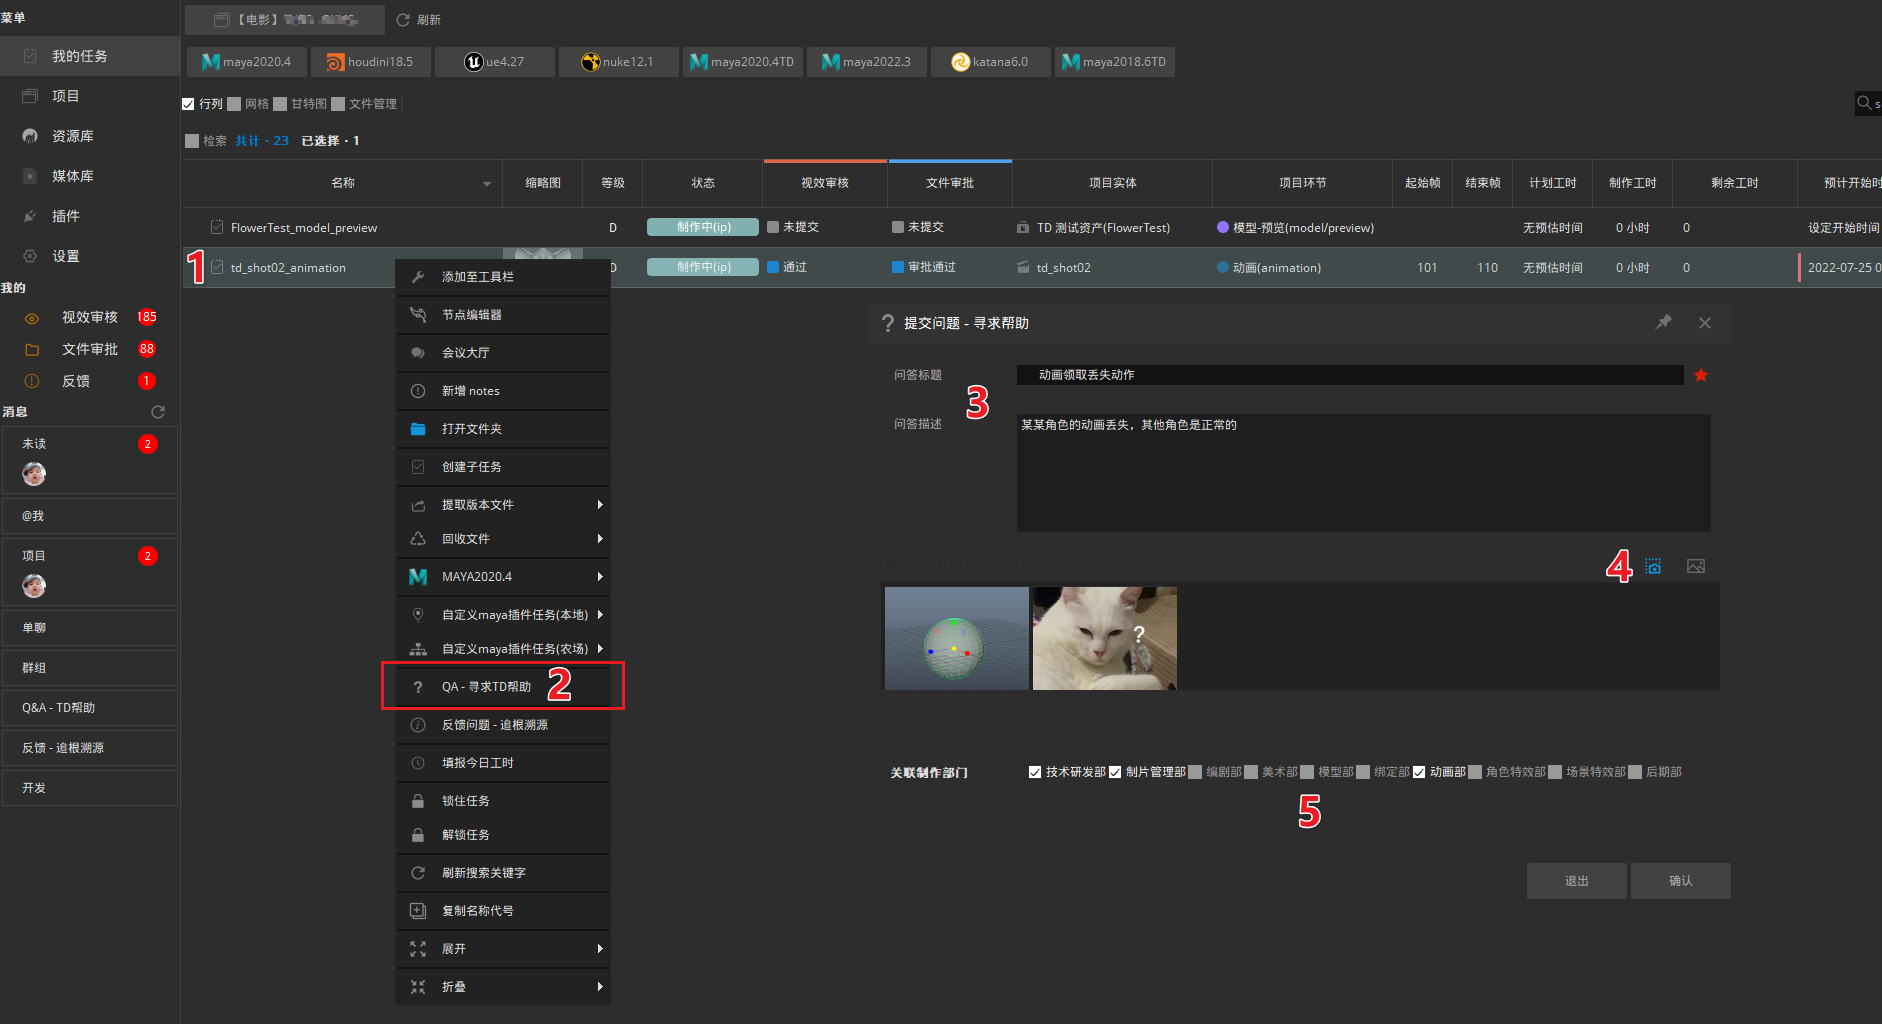 菜单
我的任务
项目
资源库
媒体库
插件
设置
我的
视效审核 185
文件审批 88
反馈 1
消息
未读 2
@我
项目 2
单聊
群组
Q&A - TD帮助
反馈 - 追根溯源
开发
【电影】
刷新
maya2020.4 houdini18.5 ue4.27 nuke12.1 maya2020.4TD maya2022.3 katana6.0 maya2018.6TD
行列 网格 甘特图 文件管理
s
检索 共计 · 23 已选择 · 1
名称 缩略图 等级 状态 视效审核 文件审批 项目实体 项目环节 起始帧 结束帧 计划工时 制作工时 剩余工时 预计开始时
FlowerTest_model_preview D 制作中(ip) 未提交 未提交 TD 测试资产(FlowerTest) 模型-预览(model/preview) 无预估时间 0 小时 0 设定开始时间
1 td_shot02_animation D 制作中(ip) 通过 审批通过 td_shot02 动画(animation) 101 110 无预估时间 0 小时 0 2022-07-25 0
添加至工具栏
节点编辑器
会议大厅
新增 notes
打开文件夹
创建子任务
提取版本文件
回收文件
MAYA2020.4
自定义maya插件任务(本地)
自定义maya插件任务(农场)
QA - 寻求TD帮助 2
反馈问题 - 追根溯源
填报今日工时
锁住任务
解锁任务
刷新搜索关键字
复制名称代号
展开
折叠
提交问题 - 寻求帮助
问答标题 动画领取丢失动作
3
问答描述 某某角色的动画丢失，其他角色是正常的
4
?
关联制作部门 技术研发部 制片管理部 编剧部 美术部 模型部 绑定部 动画部 角色特效部 场景特效部 后期部
5
退出 确认